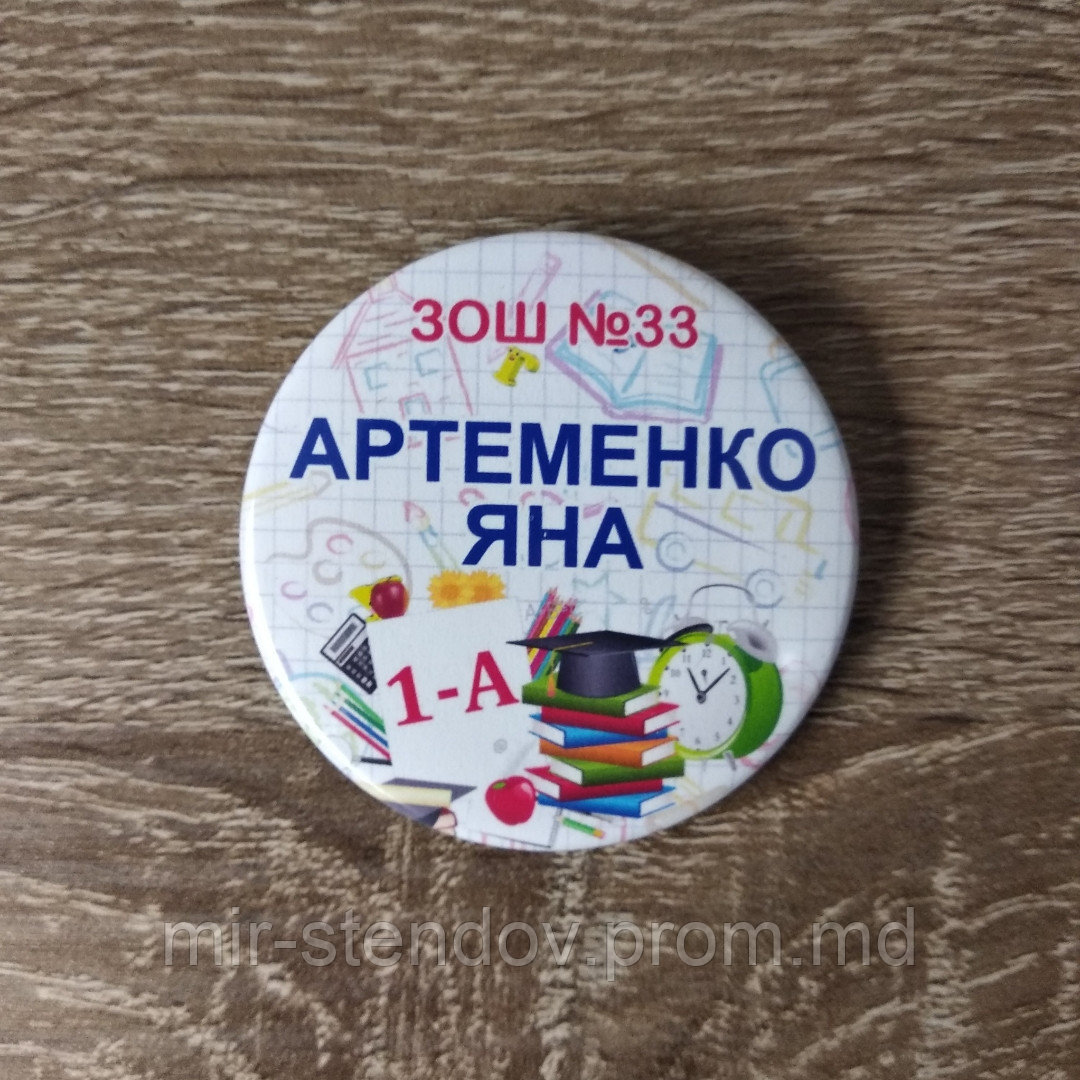 ЗОШ №33
АРТЕМЕНКО
ЯНА
1-А
mir-stendov.prom.md